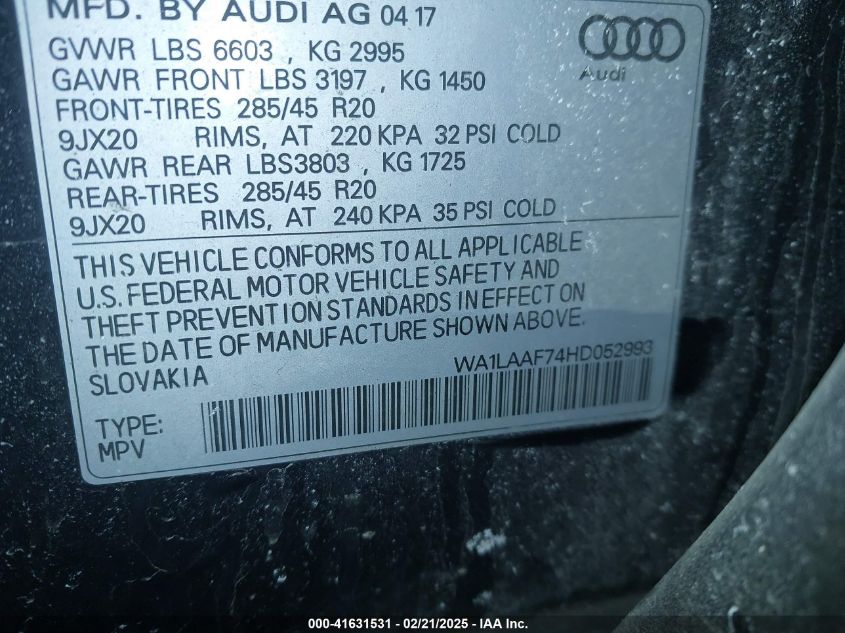 MFD. BY AUDI AG 04 17
GVWR LBS 6603 , KG 2995
GAWR FRONT LBS 3197 , KG 1450
FRONT-TIRES 285/45 R20
9JX20 RIMS, AT 220 KPA 32 PSI COLD
GAWR REAR LBS3803 , KG 1725
REAR-TIRES 285/45 R20
9JX20 RIMS, AT 240 KPA 35 PSI COLD
Audi
THIS VEHICLE CONFORMS TO ALL APPLICABLE
U.S. FEDERAL MOTOR VEHICLE SAFETY AND
THEFT PREVENTION STANDARDS IN EFFECT ON
THE DATE OF MANUFACTURE SHOWN ABOVE.
SLOVAKIA
WA1LAAF74HD052993
TYPE:
MPV
000-41631531 - 02/21/2025 - IAAI Inc.